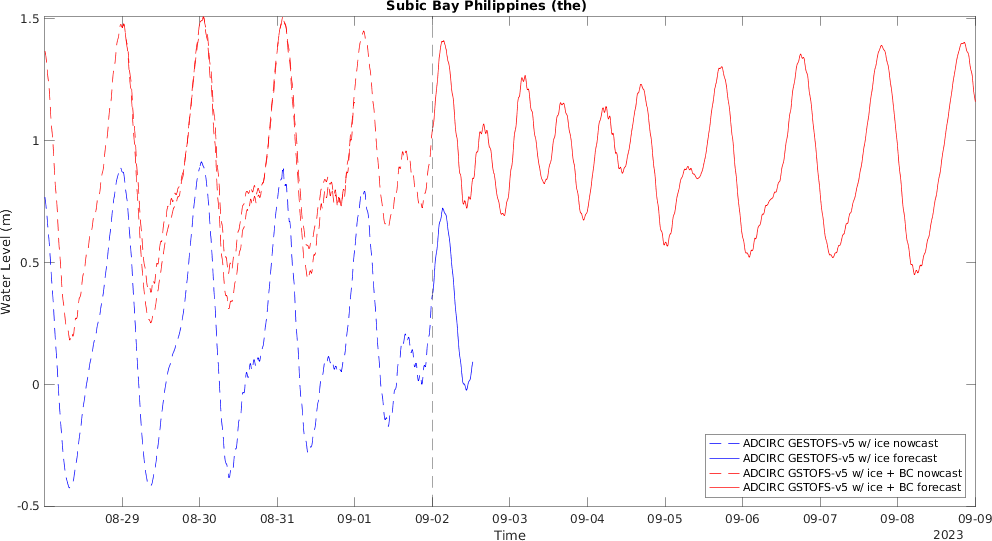 Subic Bay Philippines (the)
1.5
1
0.5
0
-0.5
Water Level (m)
08-29 08-30 08-31 09-01 09-02 09-03 09-04 09-05 09-06 09-07 09-08 09-09
Time
2023
ADCIRC GESTOFS-v5 w/ ice nowcast
ADCIRC GESTOFS-v5 w/ ice forecast
ADCIRC GSTOFS-v5 w/ ice + BC nowcast
ADCIRC GSTOFS-v5 w/ ice + BC forecast